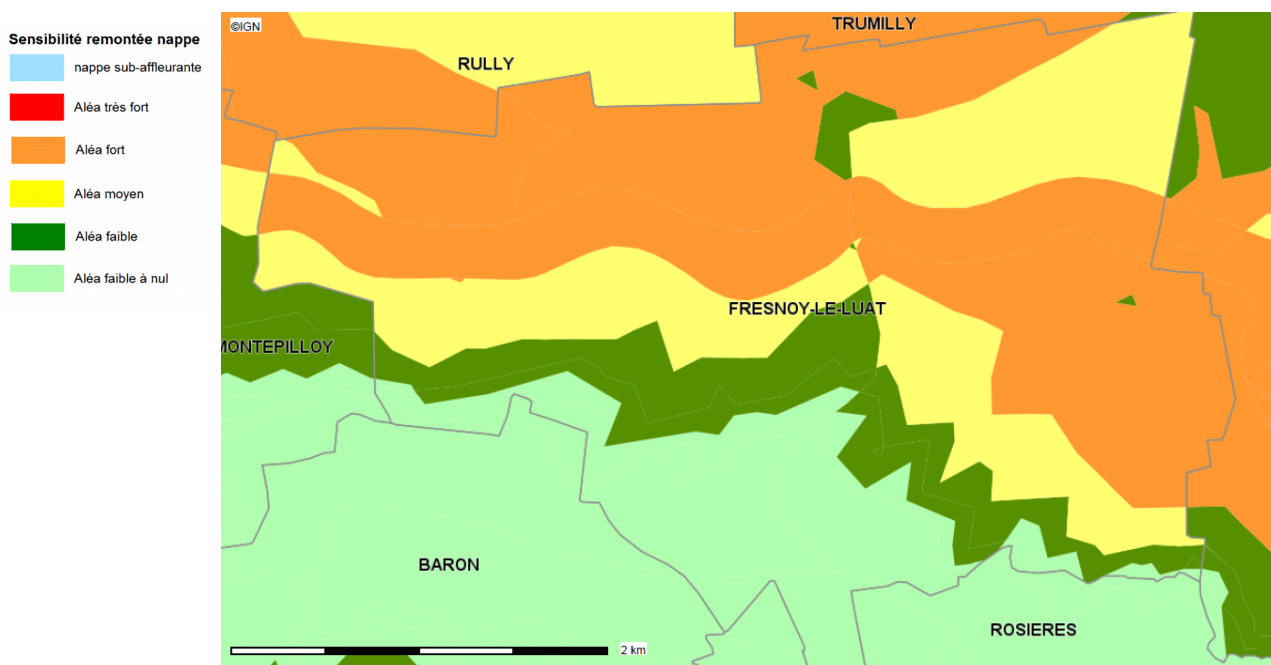 Sensibilité remontée nappe
nappe sub-affleurante
Aléa très fort
Aléa fort
Aléa moyen
Aléa faible
Aléa faible à nul
©IGN
TRUMILLY
RULLY
FRESNOY-LE-LUAT
MONTEPILLOY
BARON
ROSIERES
2 km